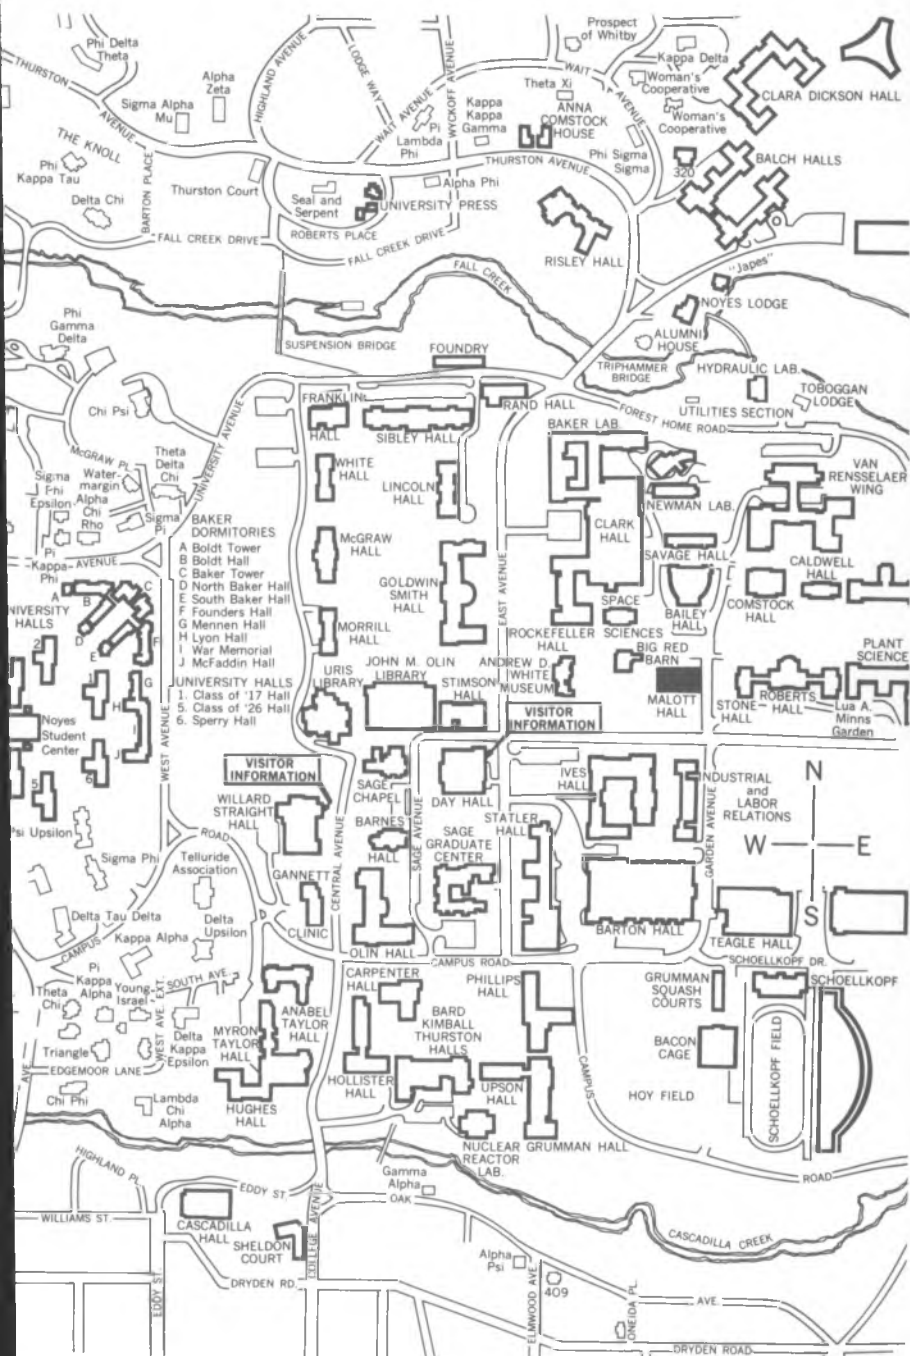 Prospect
of Whitby
Phi Delta
Theta
THURSTON
AVENUE
HIGHLAND AVENUE
LODGE WAY
WYCKOFF AVENUE
WAIT AVENUE
WAIT AVENUE
Kappa Delta
Woman's
Cooperative
Woman's
Cooperative
CLARA DICKSON HALL
Alpha
Zeta
Sigma Alpha
Mu
Theta Xi
ANNA
COMSTOCK
HOUSE
Kappa
Kappa
Gamma
Pi
Lambda
Phi
THE KNOLL
Phi
Kappa Tau
BARTON PLACE
Thurston Court
THURSTON AVENUE
Phi Sigma
Sigma
320
BALCH HALLS
Delta Chi
Seal and
Serpent
Alpha Phi
UNIVERSITY PRESS
ROBERTS PLACE
FALL CREEK DRIVE
FALL CREEK DRIVE
RISLEY HALL
FALL CREEK
"Japes"
NOYES LODGE
Phi
Gamma
Delta
SUSPENSION BRIDGE
FOUNDRY
ALUMNI
HOUSE
TRIPHAMMER
BRIDGE
HYDRAULIC LAB.
TOBOGGAN
LODGE
UTILITIES SECTION
FOREST HOME ROAD
Chi Psi
UNIVERSITY AVENUE
FRANKLIN
HALL
SIBLEY HALL
RAND HALL
BAKER LAB.
McGRAW PL.
Theta
Delta
Chi
Sigma
Phi
Epsilon
Water-
margin
Alpha
Chi
Rho
Sigma
Pi
WHITE
HALL
LINCOLN
HALL
VAN
RENSSELAER
WING
NEWMAN LAB.
CLARK
HALL
Pi
Kappa
Phi
AVENUE
BAKER
DORMITORIES
A Boldt Tower
B Boldt Hall
C Baker Tower
D North Baker Hall
E South Baker Hall
F Founders Hall
G Mennen Hall
H Lyon Hall
I War Memorial
J McFaddin Hall
UNIVERSITY HALLS
1. Class of '17 Hall
5. Class of '26 Hall
6. Sperry Hall
McGRAW
HALL
GOLDWIN
SMITH
HALL
EAST AVENUE
SAVAGE HALL
CALDWELL
HALL
A
B
C
D
E
F
G
H
I
J
NIVERSITY
HALLS
2
1
5
6
MORRILL
HALL
ROCKEFELLER
HALL
SPACE
SCIENCES
BAILEY
HALL
COMSTOCK
HALL
BIG RED
BARN
PLANT
SCIENCE
URIS
LIBRARY
JOHN M. OLIN
LIBRARY
STIMSON
HALL
ANDREW D.
WHITE
MUSEUM
MALOTT
HALL
STONE
HALL
ROBERTS
HALL
Lua A.
Minns
Garden
Noyes
Student
Center
WEST AVENUE
VISITOR
INFORMATION
VISITOR
INFORMATION
SAGE
CHAPEL
DAY HALL
IVES
HALL
NDUSTRIAL
and
LABOR
RELATIONS
N
W
E
S
WILLARD
STRAIGHT
HALL
BARNES
HALL
SAGE AVENUE
CENTRAL AVENUE
SAGE
GRADUATE
CENTER
STATLER
HALL
GARDEN AVENUE
si Upsilon
Sigma Phi
CAMPUS
ROAD
Telluride
Association
GANNETT
CLINIC
Delta Tau Delta
Delta
Upsilon
Kappa Alpha
OLIN HALL
BARTON HALL
TEAGLE HALL
CAMPUS ROAD
SCHOELLKOPF DR.
Pi
Kappa
Alpha
Theta
Chi
Young
Israel
SOUTH AVE.
WEST AVE. EXT.
CARPENTER
HALL
PHILLIPS
HALL
GRUMMAN
SQUASH
COURTS
SCHOELLKOPF
ANABEL
TAYLOR
HALL
MYRON
TAYLOR
HALL
BARD
KIMBALL
THURSTON
HALLS
Delta
Kappa
Epsilon
Triangle
EDGEMOOR LANE
AVE.
BACON
CAGE
SCHOELLKOPF FIELD
HOY FIELD
CAMPUS
ROAD
Chi Phi
Lambda
Chi
Alpha
HUGHES
HALL
HOLLISTER
HALL
UPSON
HALL
NUCLEAR
REACTOR
LAB.
GRUMMAN HALL
HIGHLAND PL.
EDDY ST.
Gamma
Alpha
OAK
AVE.
WILLIAMS ST.
CASCADILLA
HALL
SHELDON
COURT
COLLEGE AVENUE
CASCADILLA CREEK
Alpha
Psi
409
EDDY ST.
DRYDEN RD.
ELMWOOD AVE.
ONEIDA PL.
DRYDEN ROAD